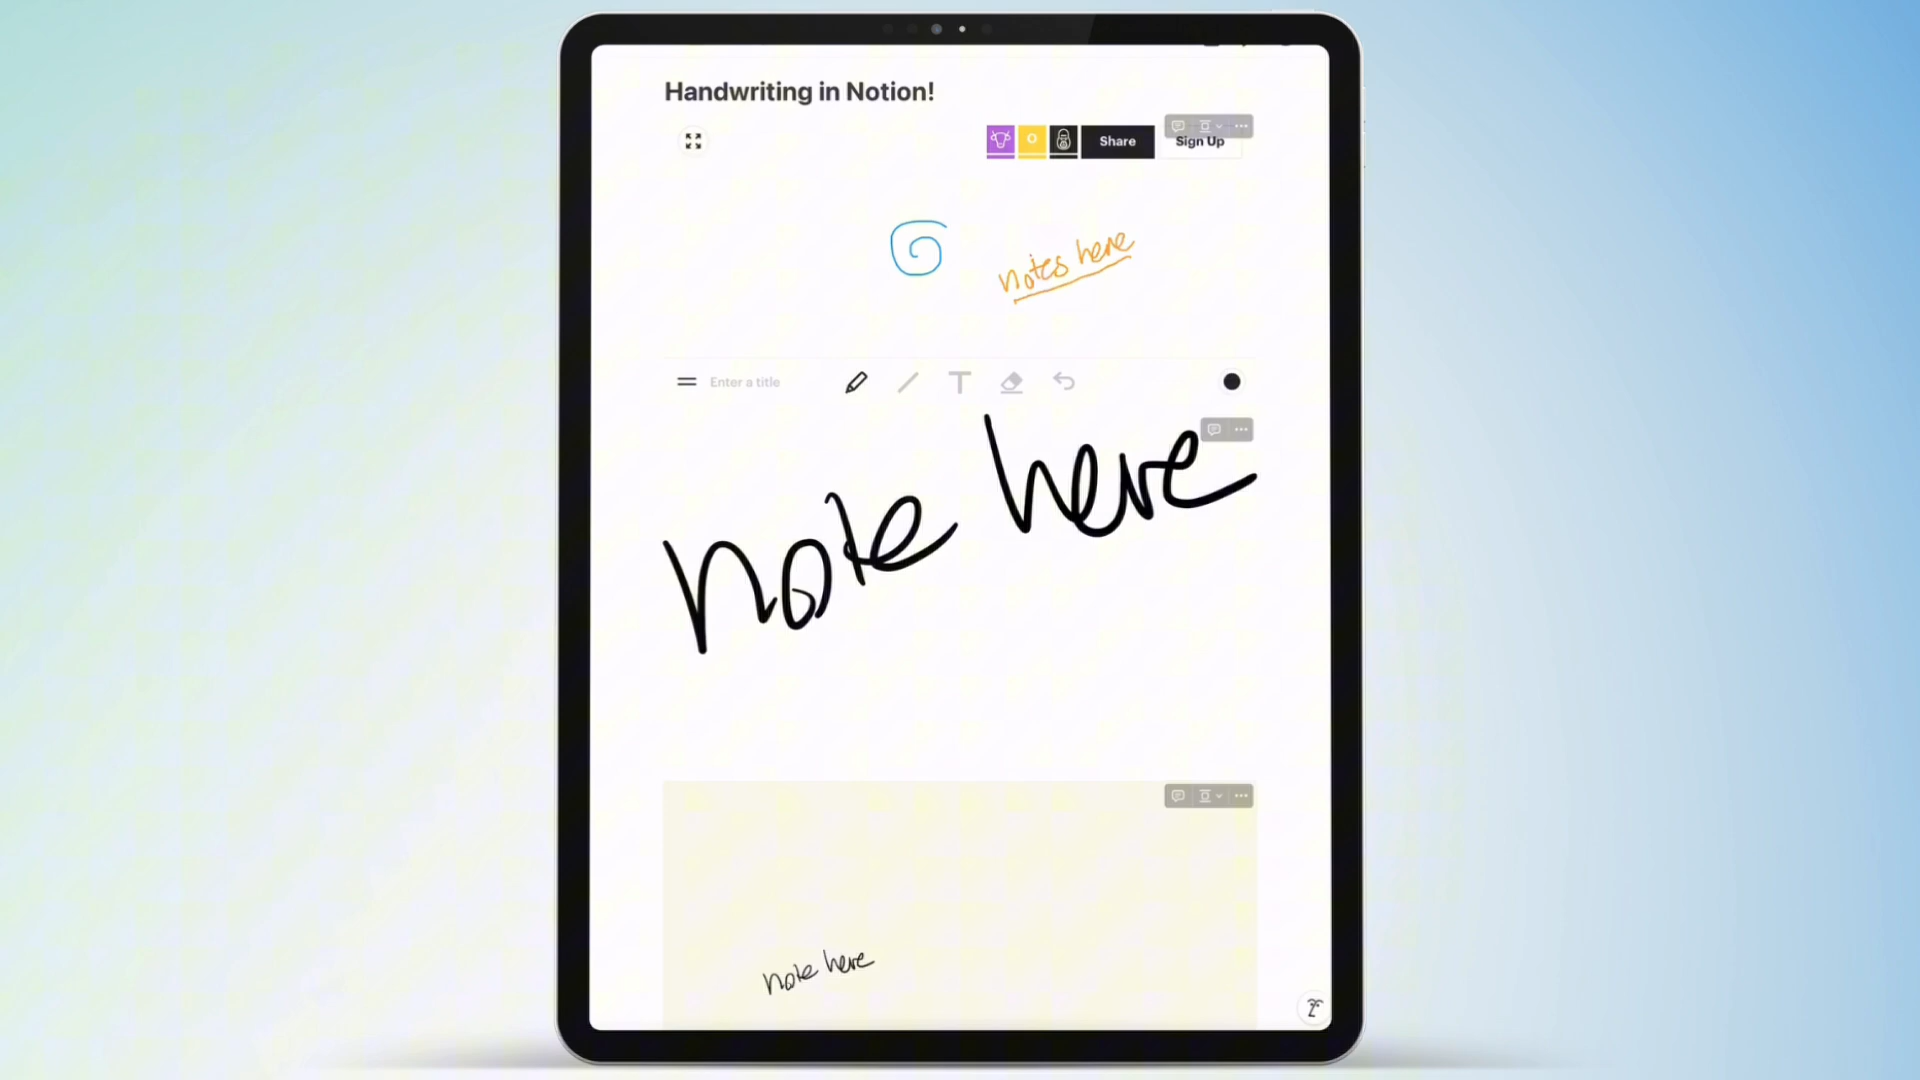 Handwriting in Notion!
Share
Sign Up
notes here
Enter a title
note here
note here